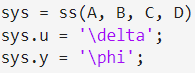 sys = ss(A, B, C, D)
sys.u = '\delta';
sys.y = '\phi';